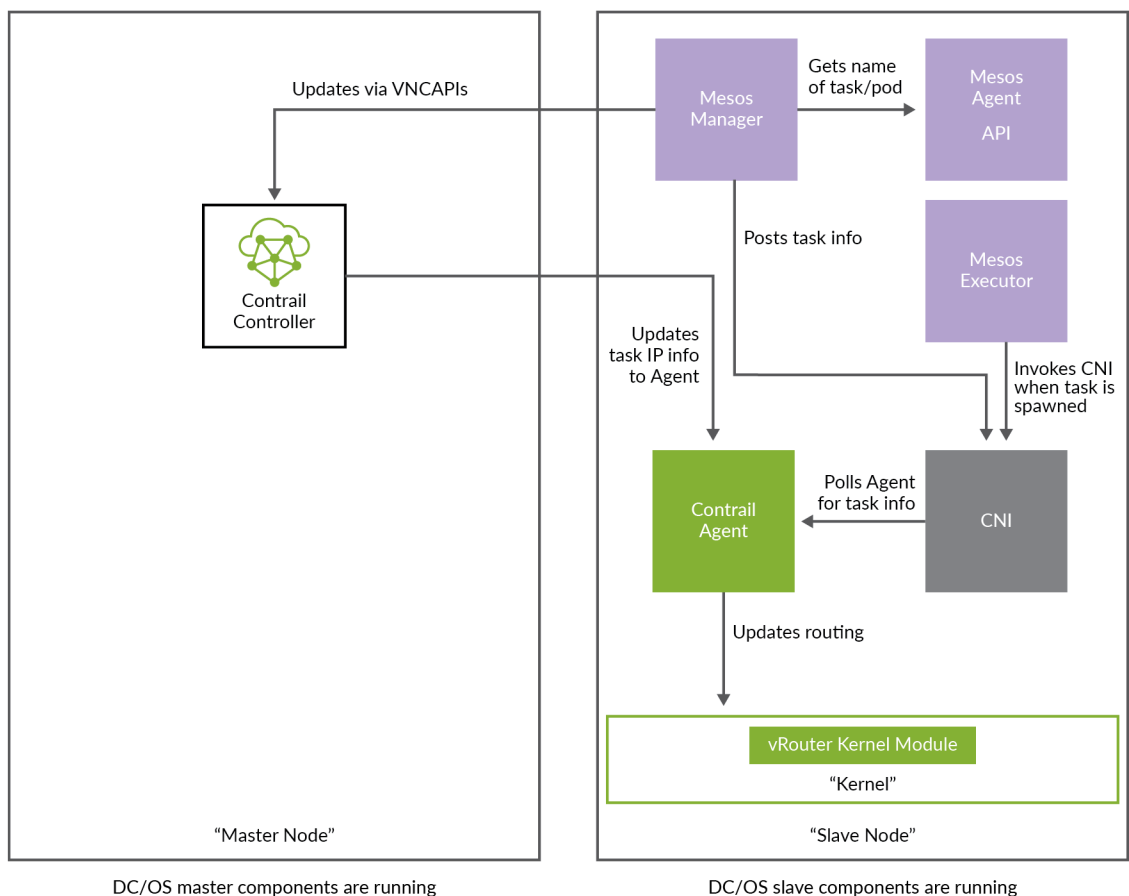 Updates via VNCAPIs
Mesos
Manager
Gets name
of task/pod
Mesos
Agent
API
Contrail
Controller
Posts task info
Mesos
Executor
Updates
task IP info
to Agent
Invokes CNI
when task is
spawned
Contrail
Agent
Polls Agent
for task info
CNI
Updates routing
vRouter Kernel Module
“Kernel”
“Master Node”
“Slave Node”
DC/OS master components are running
DC/OS slave components are running